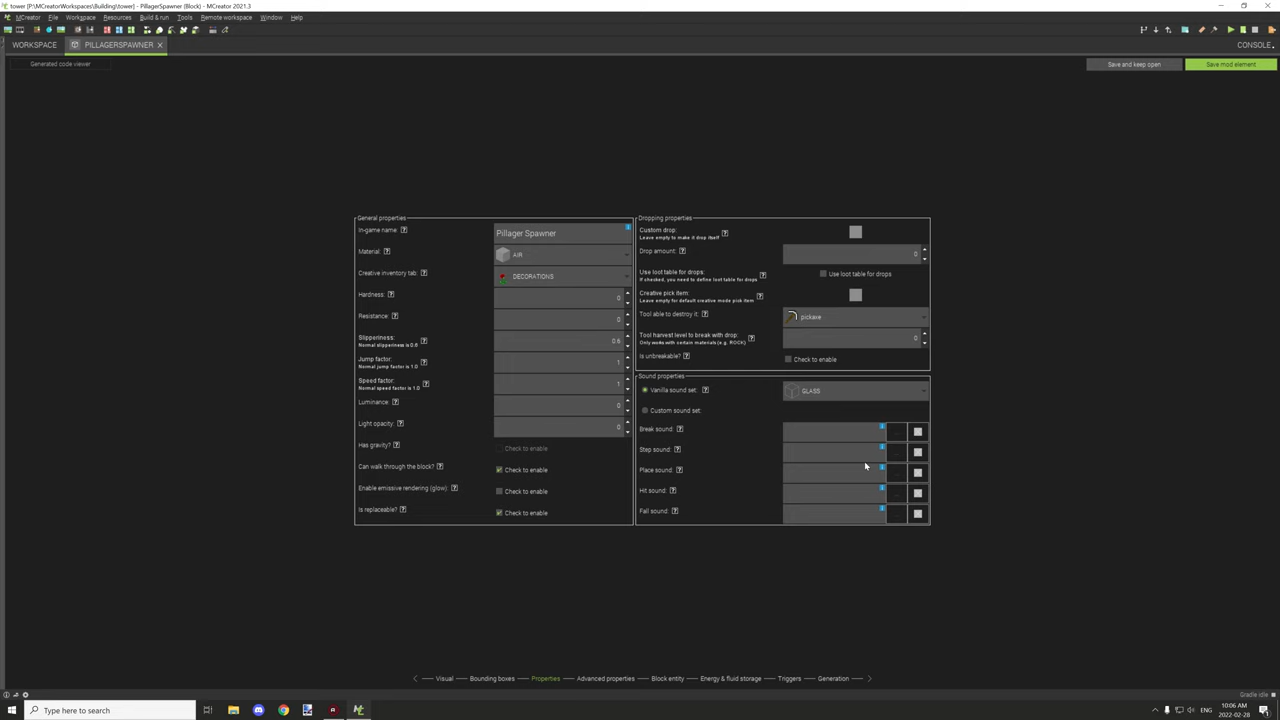 tower [P:\MCreatorWorkspaces\Building\tower] - PillagerSpawner (Block) - MCreator 2021.3
MCreator File Workspace Resources Build & run Tools Remote workspace Window Help
WORKSPACE PILLAGERSPAWNER CONSOLE
Generated code viewer Save and keep open Save mod element
General properties
In-game name: Pillager Spawner
Material: AIR
Creative inventory tab: DECORATIONS
Hardness: 0
Resistance: 0
Slipperiness: 0.6
Normal slipperiness is 0.6
Jump factor: 1
Normal jump factor is 1.0
Speed factor: 1
Normal speed factor is 1.0
Luminance: 0
Light opacity: 0
Has gravity? Check to enable
Can walk through the block? Check to enable
Enable emissive rendering (glow): Check to enable
Is replaceable? Check to enable
Dropping properties
Custom drop:
Leave empty to make it drop itself
Drop amount: 0
Use loot table for drops: Use loot table for drops
If checked, you need to define loot table for drops
Creative pick item:
Leave empty for default creative mode pick item
Tool able to destroy it: pickaxe
Tool harvest level to break with drop: 0
Only works with certain materials (e.g. ROCK)
Is unbreakable? Check to enable
Sound properties
Vanilla sound set: GLASS
Custom sound set:
Break sound:
Step sound:
Place sound:
Hit sound:
Fall sound:
Visual Bounding boxes Properties Advanced properties Block entity Energy & fluid storage Triggers Generation
Gradle idle
Type here to search
ENG
10:06 AM
2022-02-28